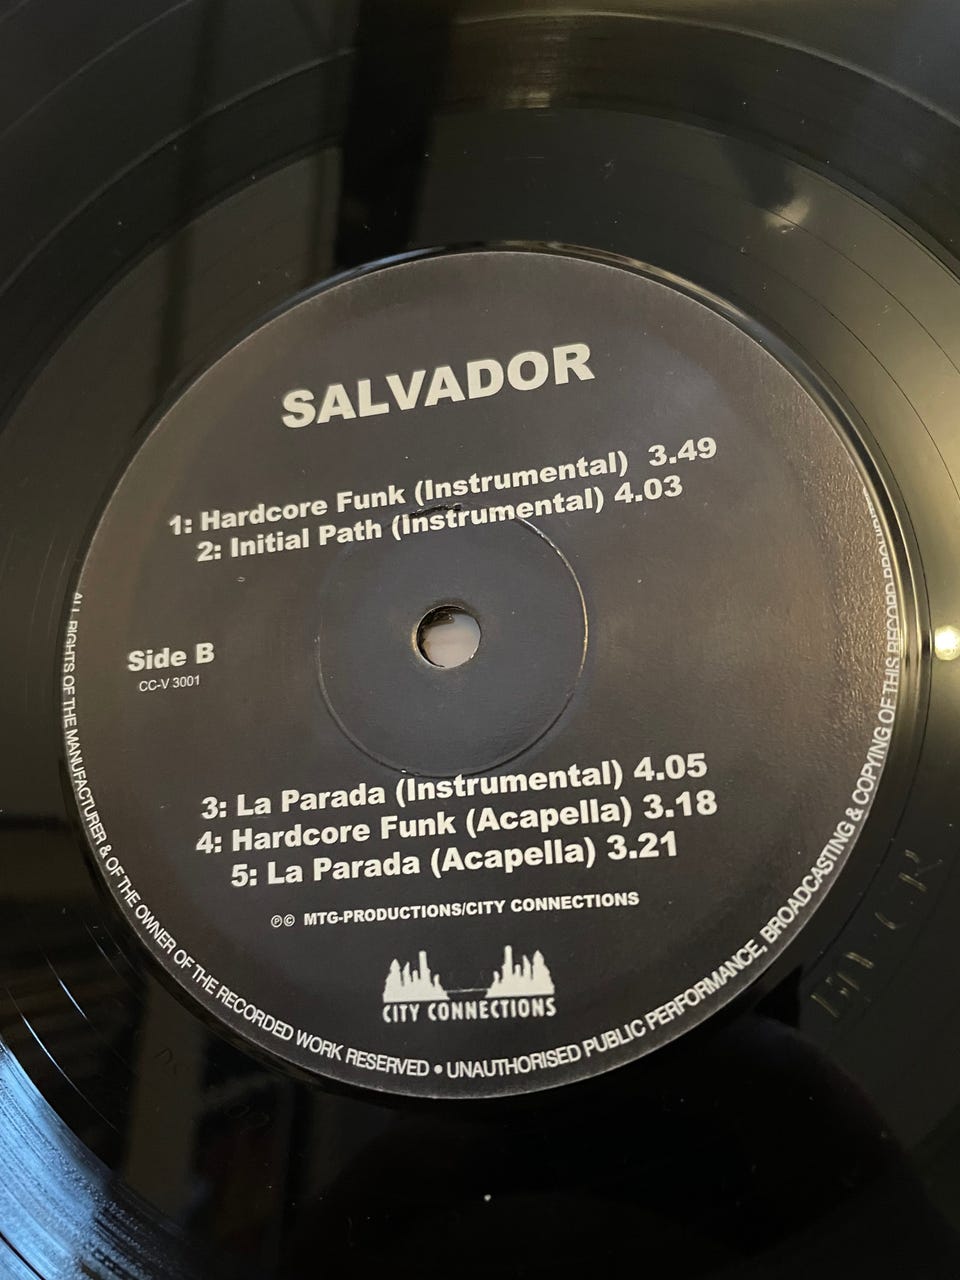 SALVADOR
1: Hardcore Funk (Instrumental) 3.49
2: Initial Path (Instrumental) 4.03
Side B
CC-V 3001
3: La Parada (Instrumental) 4.05
4: Hardcore Funk (Acapella) 3.18
5: La Parada (Acapella) 3.21
℗© MTG-PRODUCTIONS/CITY CONNECTIONS
CITY CONNECTIONS
ALL RIGHTS OF THE MANUFACTURER & OF THE OWNER OF THE RECORDED WORK RESERVED • UNAUTHORISED PUBLIC PERFORMANCE, BROADCASTING & COPYING OF THIS RECORD